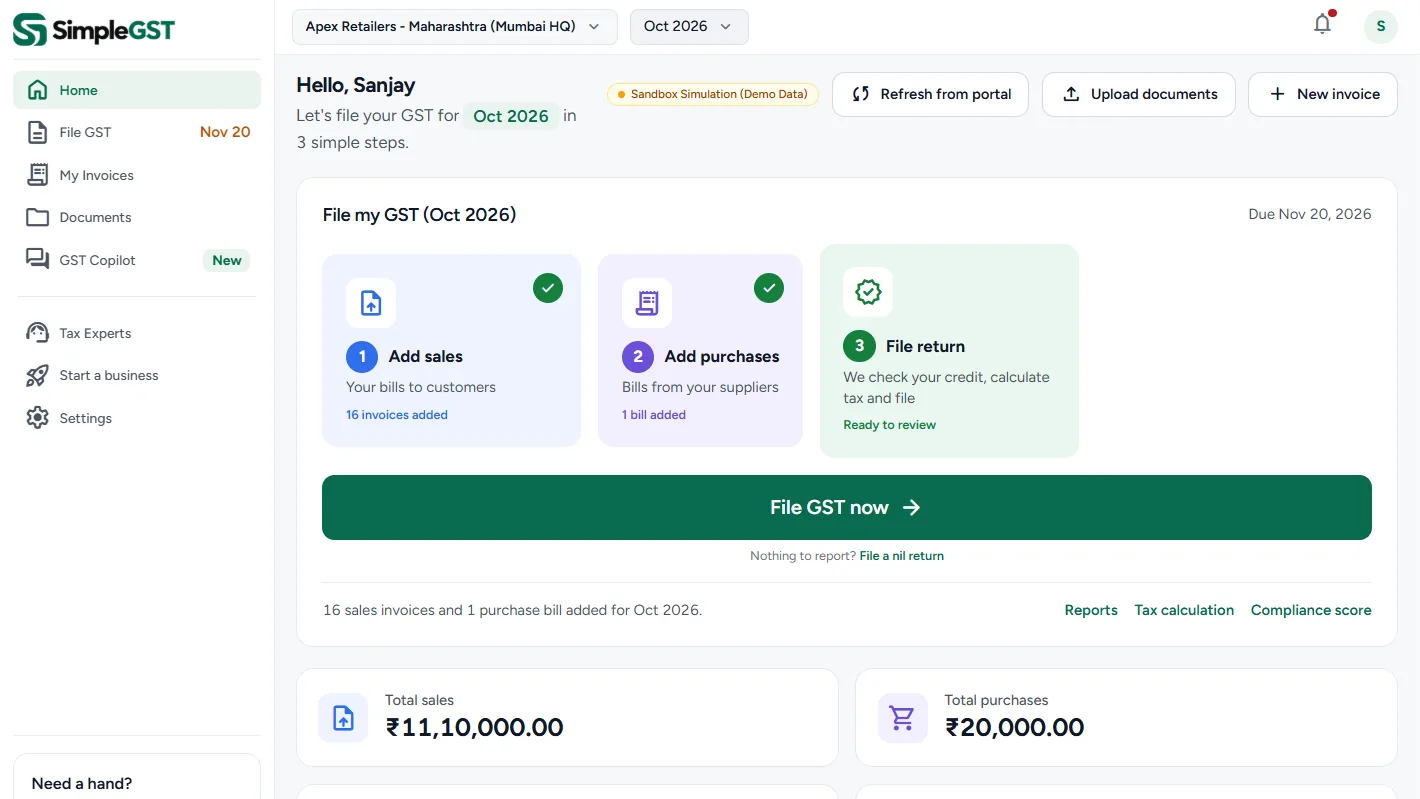 SimpleGST
Apex Retailers - Maharashtra (Mumbai HQ)
Oct 2026
S
Home
File GST
Nov 20
My Invoices
Documents
GST Copilot
New
Tax Experts
Start a business
Settings
Need a hand?
Hello, Sanjay
Let's file your GST for Oct 2026 in
3 simple steps.
Sandbox Simulation (Demo Data)
Refresh from portal
Upload documents
New invoice
File my GST (Oct 2026)
Due Nov 20, 2026
1 Add sales
Your bills to customers
16 invoices added
2 Add purchases
Bills from your suppliers
1 bill added
3 File return
We check your credit, calculate
tax and file
Ready to review
File GST now
Nothing to report? File a nil return
16 sales invoices and 1 purchase bill added for Oct 2026.
Reports
Tax calculation
Compliance score
Total sales
₹11,10,000.00
Total purchases
₹20,000.00